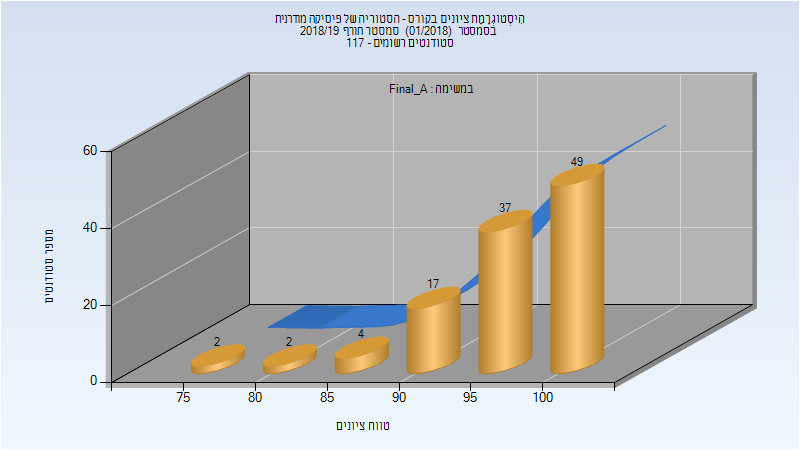 הִיסְטוֹגְרָמַת ציונים בקורס - הסטוריה של פיסיקה מודרנית
בסמסטר (01/2018) סמסטר חורף 2018/19
סטודנטים רשומים - 117
במשימה : Final_A
60
40
20
0
מספר סטודנטים
2
2
4
17
37
49
75
80
85
90
95
100
טווח ציונים